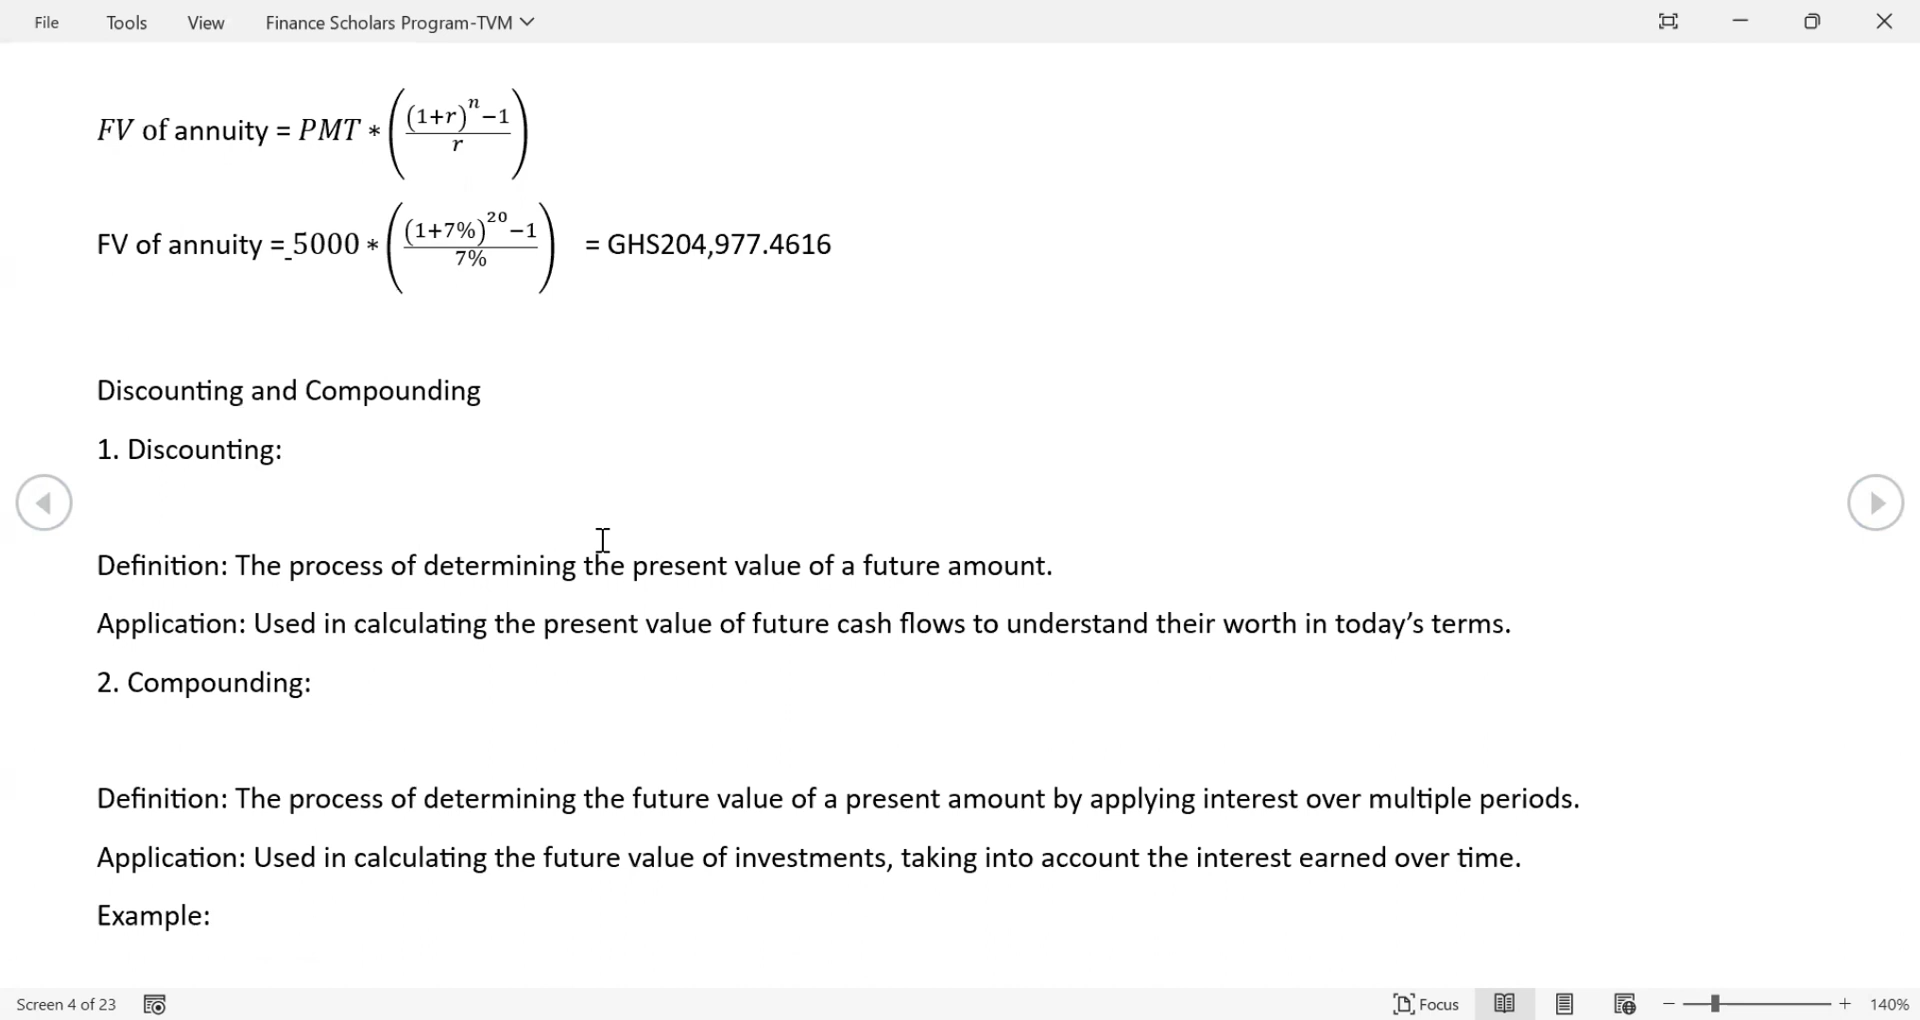 File Tools View Finance Scholars Program-TVM
FV of annuity = PMT * ((1+r)^n−1 / r)
FV of annuity = 5000 * ((1+7%)^20−1 / 7%) = GHS204,977.4616
Discounting and Compounding
1. Discounting:
Definition: The process of determining the present value of a future amount.
Application: Used in calculating the present value of future cash flows to understand their worth in today’s terms.
2. Compounding:
Definition: The process of determining the future value of a present amount by applying interest over multiple periods.
Application: Used in calculating the future value of investments, taking into account the interest earned over time.
Example:
Screen 4 of 23 Focus 140%